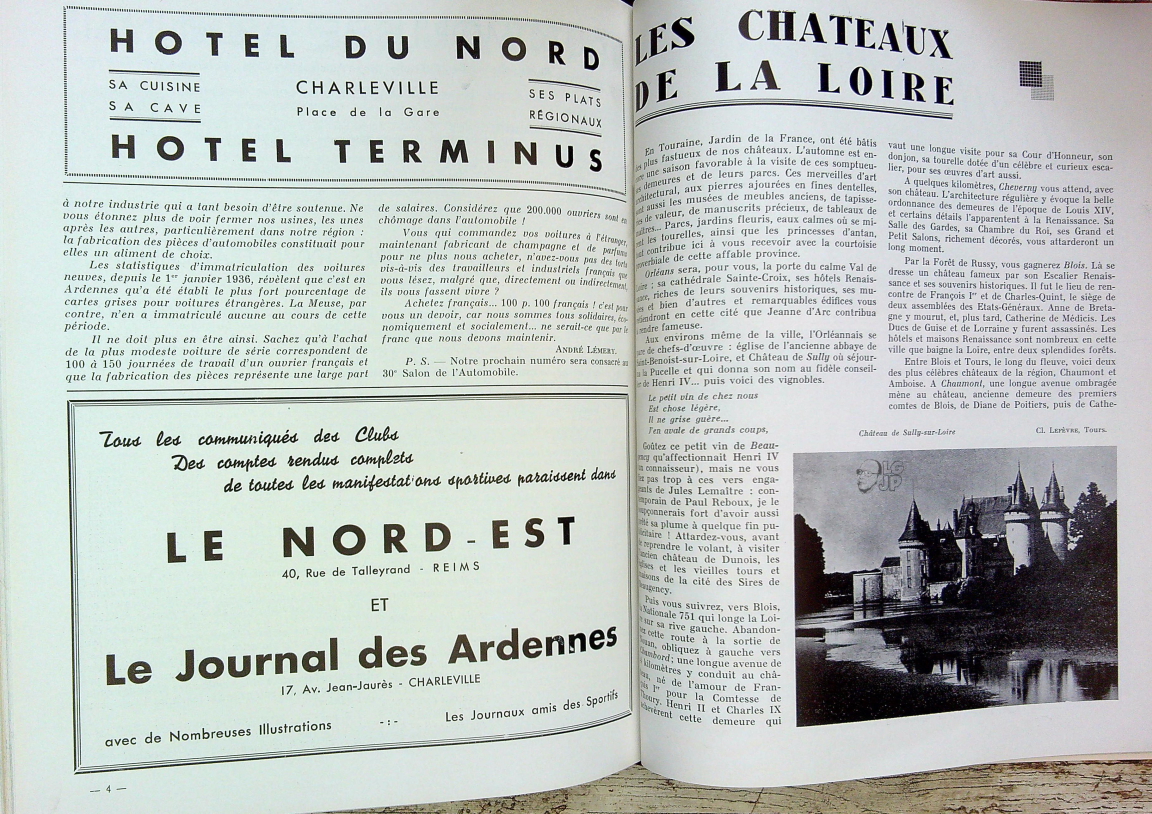 HOTEL DU NORD
SA CUISINE
SA CAVE
CHARLEVILLE
Place de la Gare
SES PLATS
RÉGIONAUX
HOTEL TERMINUS
à notre industrie qui a tant besoin d'être soutenue. Ne
vous étonnez plus de voir fermer nos usines, les unes
après les autres, particulièrement dans notre région :
la fabrication des pièces d'automobiles constituait pour
elles un aliment de choix.
Les statistiques d'immatriculation des voitures
neuves, depuis le 1er janvier 1936, révèlent que c'est en
Ardennes qu'a été établi le plus fort pourcentage de
cartes grises pour voitures étrangères. La Meuse, par
contre, n'en a immatriculé aucune au cours de cette
période.
Il ne doit plus en être ainsi. Sachez qu'à l'achat
de la plus modeste voiture de série correspondent de
100 à 150 journées de travail d'un ouvrier français et
que la fabrication des pièces représente une large part
de salaires. Considérez que 200.000 ouvriers sont en
chômage dans l'automobile !
Vous qui commandez vos voitures à l'étranger,
maintenant fabricant de champagne et de parfums
pour ne plus nous acheter, n'avez-vous pas des torts
vis-à-vis des travailleurs et industriels français que
vous lésez, malgré que, directement ou indirectement,
ils vous fassent vivre ?
Achetez français... 100 p. 100 français ! c'est pour
vous un devoir, car nous sommes tous solidaires, éco-
nomiquement et socialement... ne serait-ce que par le
franc que nous devons maintenir.
ANDRÉ LÉMERY.
P. S. — Notre prochain numéro sera consacré au
30e Salon de l'Automobile.
Tous les communiqués des Clubs
Des comptes rendus complets
de toutes les manifestat'ons sportives paraissent dans
LE NORD-EST
40, Rue de Talleyrand - REIMS
ET
Le Journal des Ardennes
17, Av. Jean-Jaurès - CHARLEVILLE
avec de Nombreuses Illustrations -:- Les Journaux amis des Sportifs
— 4 —
LES CHATEAUX
DE LA LOIRE
En Touraine, Jardin de la France, ont été bâtis
plus fastueux de nos châteaux. L'automne est en-
une saison favorable à la visite de ces somptueu-
demeures et de leurs parcs. Ces merveilles d'art
architectural, aux pierres ajourées en fines dentelles,
aussi les musées de meubles anciens, de tapisse-
de valeur, de manuscrits précieux, de tableaux de
maîtres... Parcs, jardins fleuris, eaux calmes où se mi-
les tourelles, ainsi que les princesses d'antan,
contribue ici à vous recevoir avec la courtoisie
proverbiale de cette affable province.
Orléans sera, pour vous, la porte du calme Val de
Loire ; sa cathédrale Sainte-Croix, ses hôtels Renais-
sance, riches de leurs souvenirs historiques, ses mu-
et bien d'autres et remarquables édifices vous
retiendront en cette cité que Jeanne d'Arc contribua
rendre fameuse.
Aux environs même de la ville, l'Orléannais se
de chefs-d'œuvre : église de l'ancienne abbaye de
Saint-Benoist-sur-Loire, et Château de Sully où séjour-
la Pucelle et qui donna son nom au fidèle conseil-
de Henri IV... puis voici des vignobles.
Le petit vin de chez nous
Est chose légère,
Il ne grise guère...
J'en avale de grands coups,
Goûtez ce petit vin de Beau-
qu'affectionnait Henri IV
connaisseur), mais ne vous
pas trop à ces vers enga-
de Jules Lemaître : con-
temporain de Paul Reboux, je le
soupçonnerais fort d'avoir aussi
sa plume à quelque fin pu-
blicitaire ! Attardez-vous, avant
reprendre le volant, à visiter
l'ancien château de Dunois, les
églises et les vieilles tours et
maisons de la cité des Sires de
Beaugency.
Puis vous suivrez, vers Blois,
Nationale 751 qui longe la Loi-
sur sa rive gauche. Abandon-
cette route à la sortie de
obliquez à gauche vers
Chambord ; une longue avenue de
kilomètres y conduit au châ-
né de l'amour de Fran-
Ier pour la Comtesse de
Thoury. Henri II et Charles IX
achevèrent cette demeure qui
vaut une longue visite pour sa Cour d'Honneur, son
donjon, sa tourelle dotée d'un célèbre et curieux esca-
lier, pour ses œuvres d'art aussi.
A quelques kilomètres, Cheverny vous attend, avec
son château. L'architecture régulière y évoque la belle
ordonnance des demeures de l'époque de Louis XIV,
et certains détails l'apparentent à la Renaissance. Sa
Salle des Gardes, sa Chambre du Roi, ses Grand et
Petit Salons, richement décorés, vous attarderont un
long moment.
Par la Forêt de Russy, vous gagnerez Blois. Là se
dresse un château fameux par son Escalier Renais-
sance et ses souvenirs historiques. Il fut le lieu de ren-
contre de François Ier et de Charles-Quint, le siège de
deux assemblées des Etats-Généraux. Anne de Breta-
gne y mourut, et, plus tard, Catherine de Médicis. Les
Ducs de Guise et de Lorraine y furent assassinés. Les
hôtels et maisons Renaissance sont nombreux en cette
ville que baigne la Loire, entre deux splendides forêts.
Entre Blois et Tours, le long du fleuve, voici deux
des plus célèbres châteaux de la région, Chaumont et
Amboise. A Chaumont, une longue avenue ombragée
mène au château, ancienne demeure des premiers
comtes de Blois, de Diane de Poitiers, puis de Cathe-
Château de Sully-sur-Loire
Cl. LEFÈVRE, Tours.
LG
JP